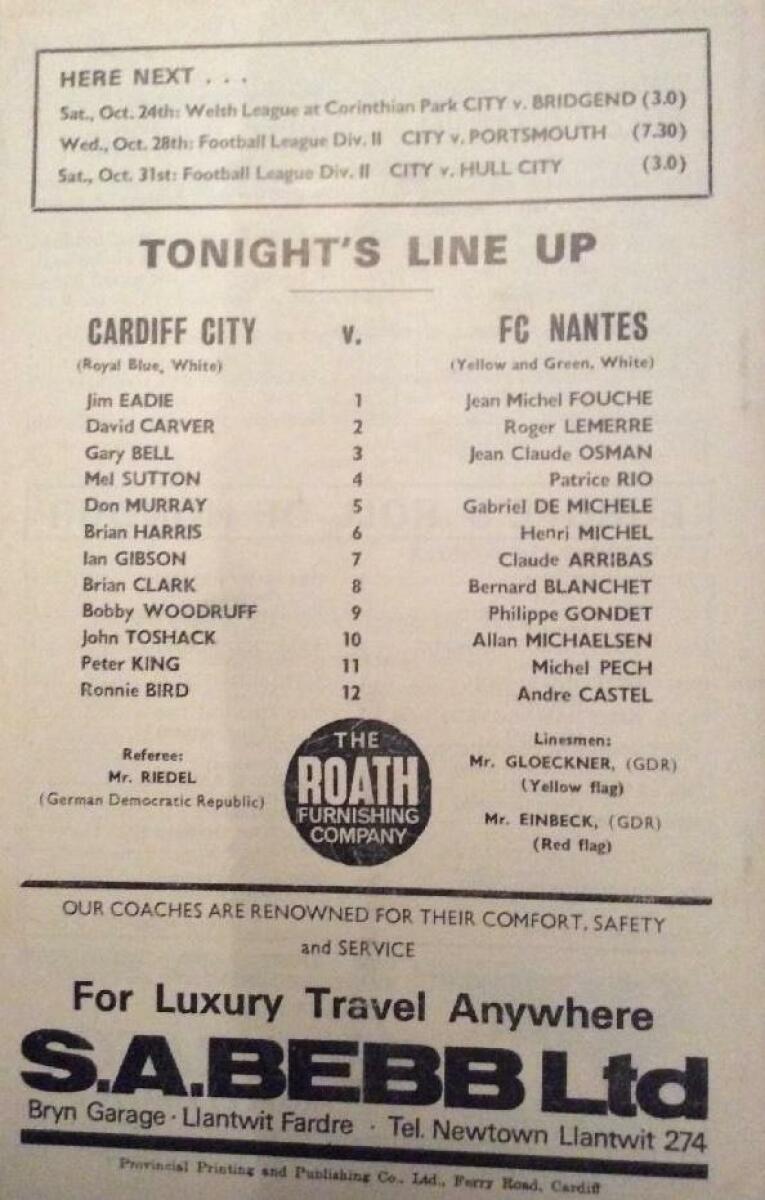 HERE NEXT . . .
Sat., Oct. 24th: Welsh League at Corinthian Park CITY v. BRIDGEND (3.0)
Wed., Oct. 28th: Football League Div. II CITY v. PORTSMOUTH (7.30)
Sat., Oct. 31st: Football League Div. II CITY v. HULL CITY (3.0)
TONIGHT'S LINE UP
CARDIFF CITY v. FC NANTES
(Royal Blue, White) (Yellow and Green, White)
Jim EADIE 1 Jean Michel FOUCHE
David CARVER 2 Roger LEMERRE
Gary BELL 3 Jean Claude OSMAN
Mel SUTTON 4 Patrice RIO
Don MURRAY 5 Gabriel DE MICHELE
Brian HARRIS 6 Henri MICHEL
Ian GIBSON 7 Claude ARRIBAS
Brian CLARK 8 Bernard BLANCHET
Bobby WOODRUFF 9 Philippe GONDET
John TOSHACK 10 Allan MICHAELSEN
Peter KING 11 Michel PECH
Ronnie BIRD 12 Andre CASTEL
Referee:
Mr. RIEDEL
(German Democratic Republic)
THE
ROATH
FURNISHING
COMPANY
Linesmen:
Mr. GLOECKNER, (GDR)
(Yellow flag)
Mr. EINBECK, (GDR)
(Red flag)
OUR COACHES ARE RENOWNED FOR THEIR COMFORT, SAFETY
and SERVICE
For Luxury Travel Anywhere
S.A.BEBB Ltd
Bryn Garage · Llantwit Fardre · Tel. Newtown Llantwit 274
Provincial Printing and Publishing Co., Ltd., Ferry Road, Cardiff